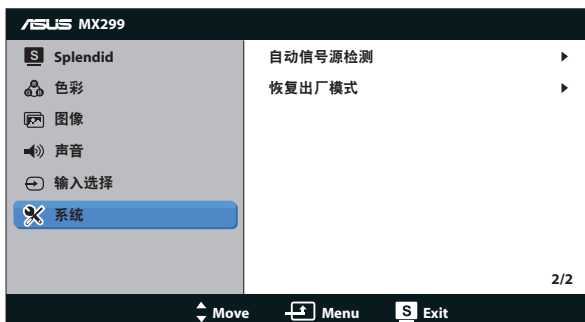 ASUS MX299
S Splendid
色彩
图像
声音
输入选择
系统
自动信号源检测
恢复出厂模式
2/2
Move Menu S Exit